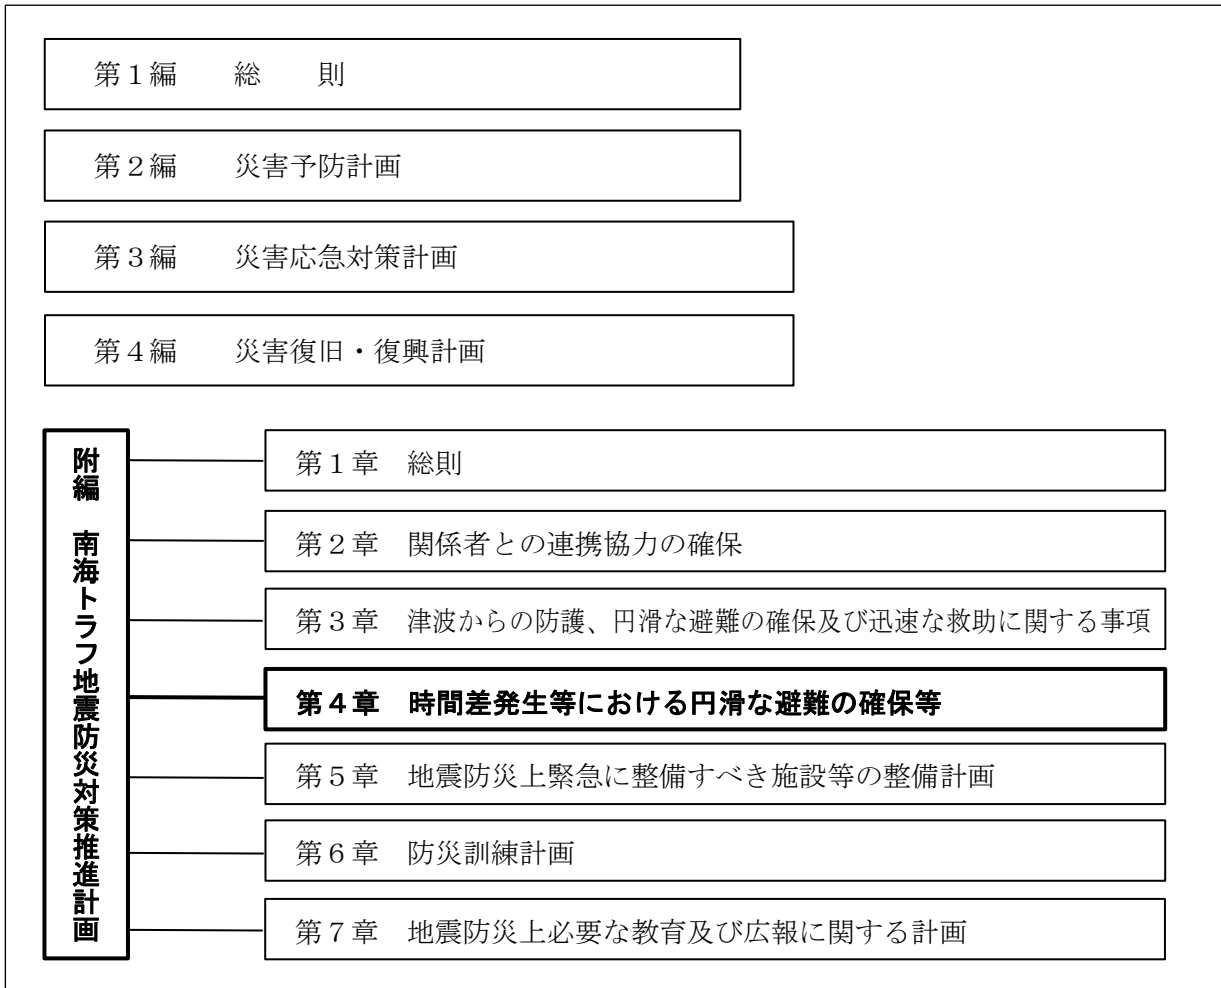 第１編　　総　　則
第２編　　災害予防計画
第３編　　災害応急対策計画
第４編　　災害復旧・復興計画
附編　南海トラフ地震防災対策推進計画
第１章　総則
第２章　関係者との連携協力の確保
第３章　津波からの防護、円滑な避難の確保及び迅速な救助に関する事項
第４章　時間差発生等における円滑な避難の確保等
第５章　地震防災上緊急に整備すべき施設等の整備計画
第６章　防災訓練計画
第７章　地震防災上必要な教育及び広報に関する計画